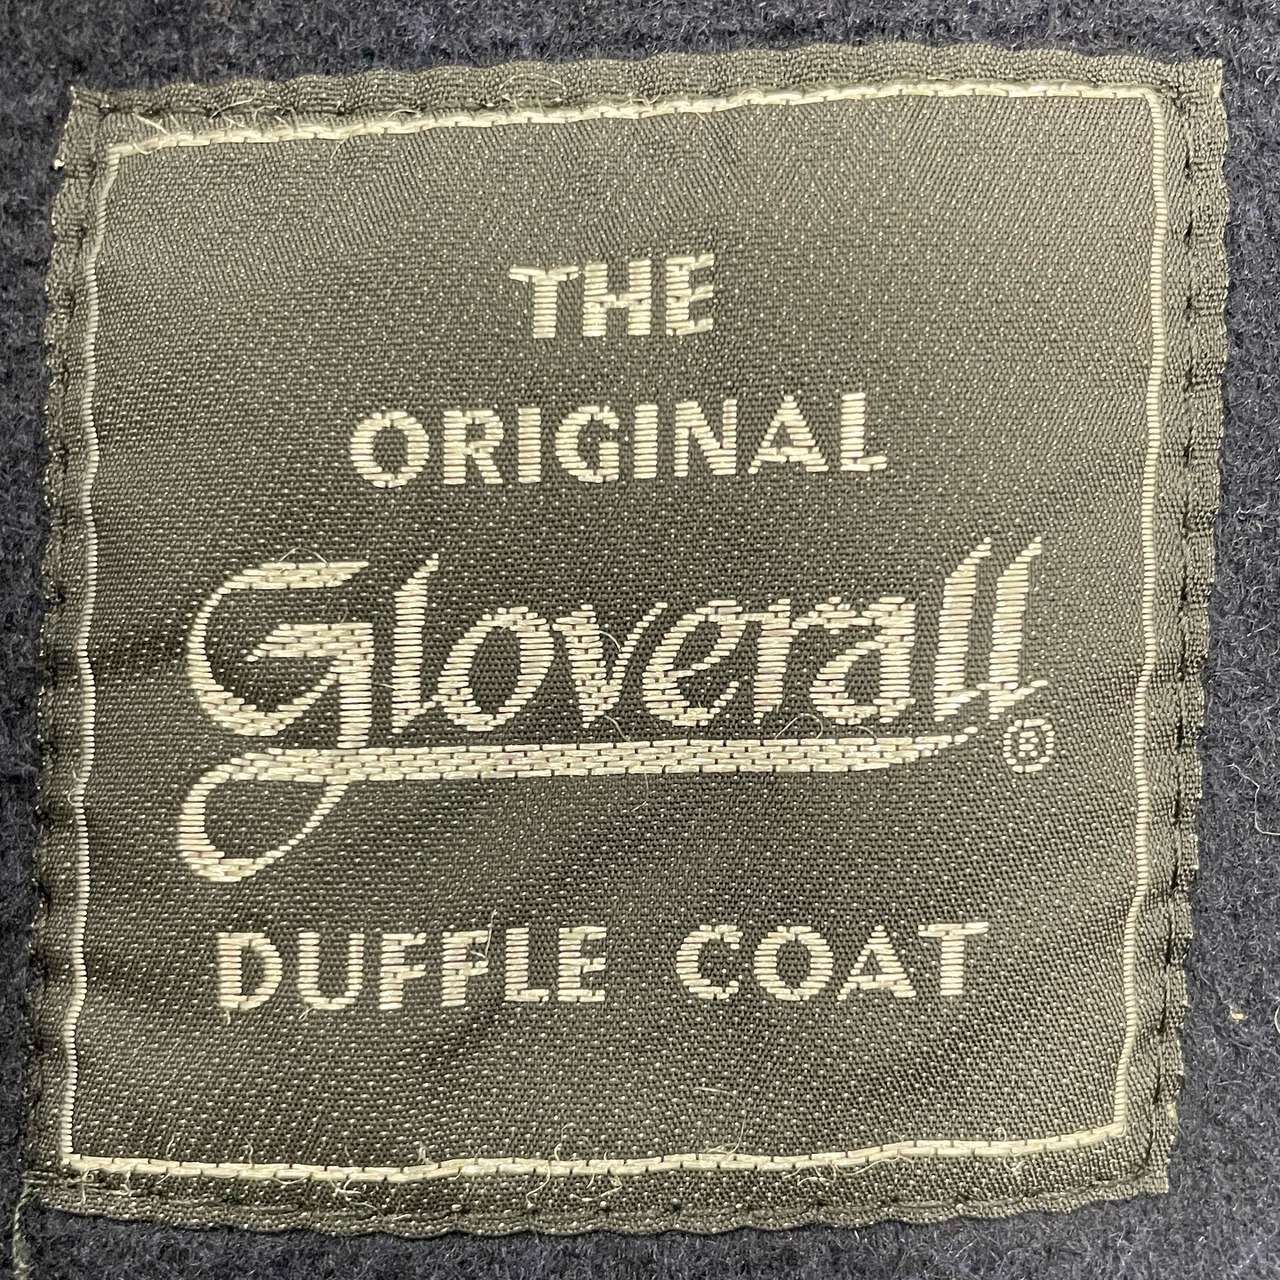 THE
ORIGINAL
Gloverall®
DUFFLE COAT